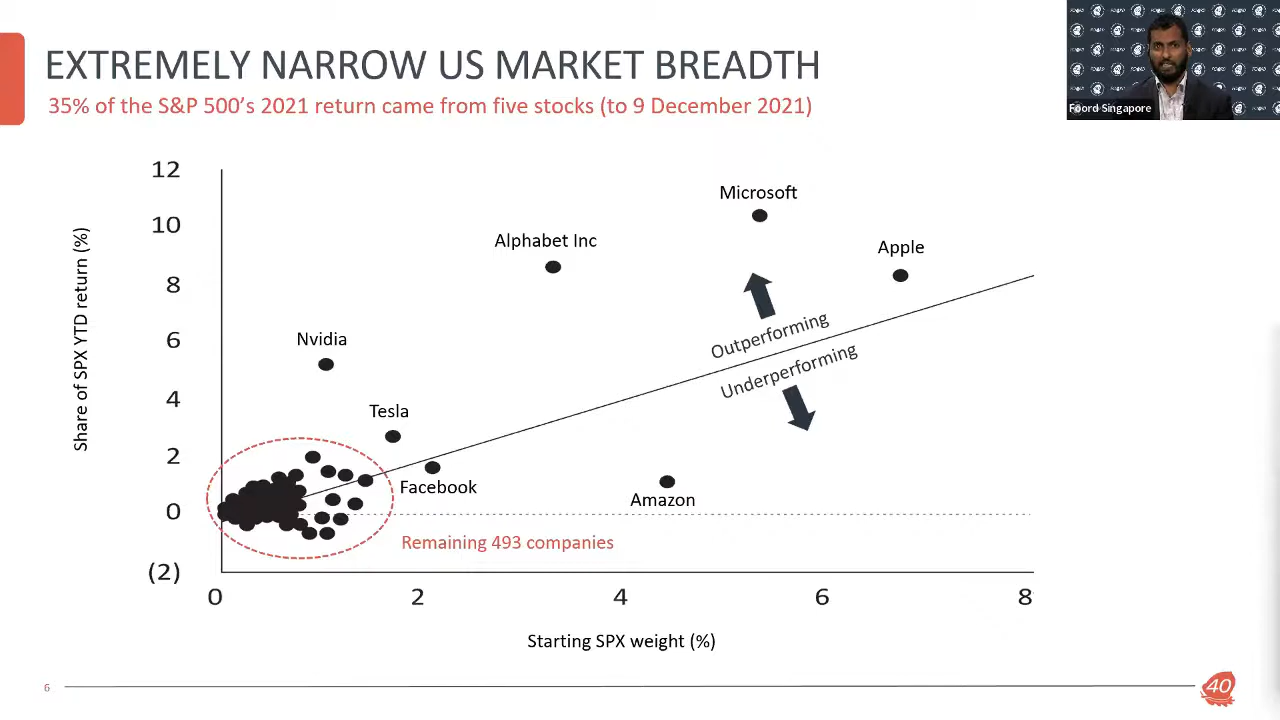 EXTREMELY NARROW US MARKET BREADTH
35% of the S&P 500's 2021 return came from five stocks (to 9 December 2021)
Foord Singapore
Share of SPX YTD return (%)
12
10
8
6
4
2
0
(2)
Microsoft
Alphabet Inc
Apple
Nvidia
Outperforming
Underperforming
Tesla
Facebook
Amazon
Remaining 493 companies
0
2
4
6
8
Starting SPX weight (%)
6
40